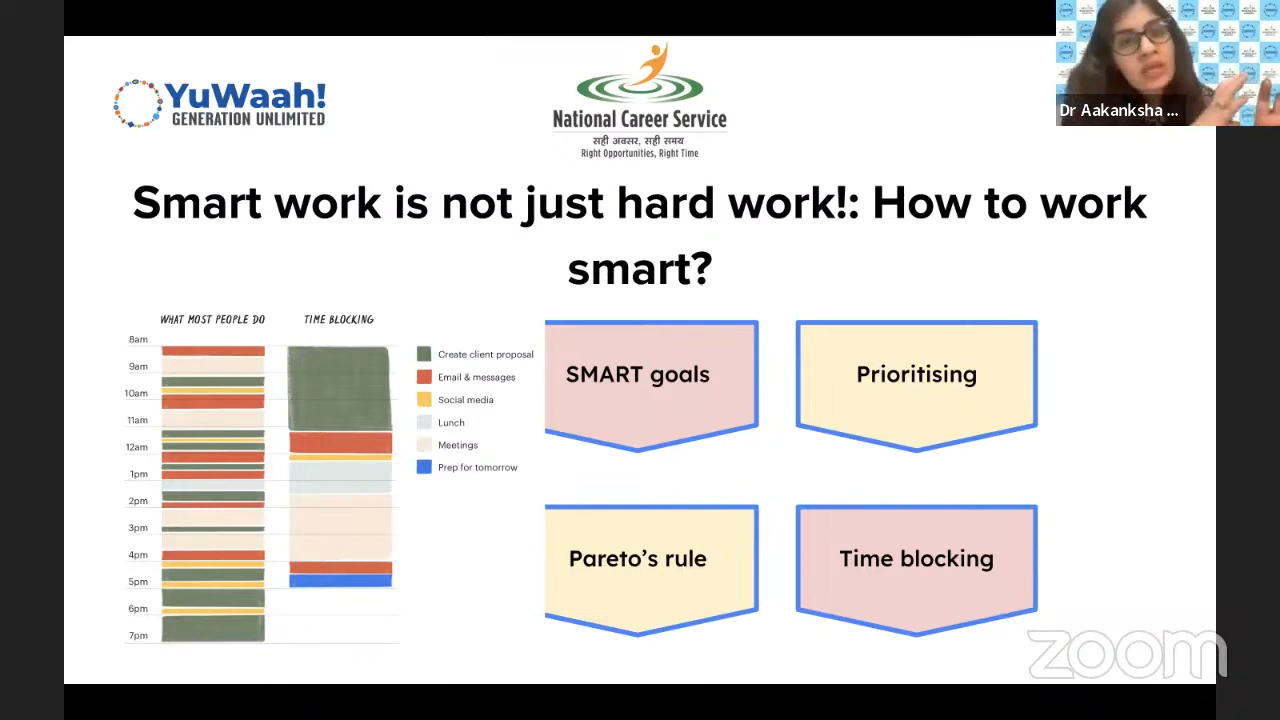 YuWaah!
GENERATION UNLIMITED
National Career Service
सही अवसर, सही समय
Right Opportunities, Right Time
Dr Aakanksha ...
Smart work is not just hard work!: How to work
smart?
WHAT MOST PEOPLE DO
TIME BLOCKING
8am
9am
10am
11am
12am
1pm
2pm
3pm
4pm
5pm
6pm
7pm
Create client proposal
Email & messages
Social media
Lunch
Meetings
Prep for tomorrow
SMART goals
Prioritising
Pareto’s rule
Time blocking
zoom